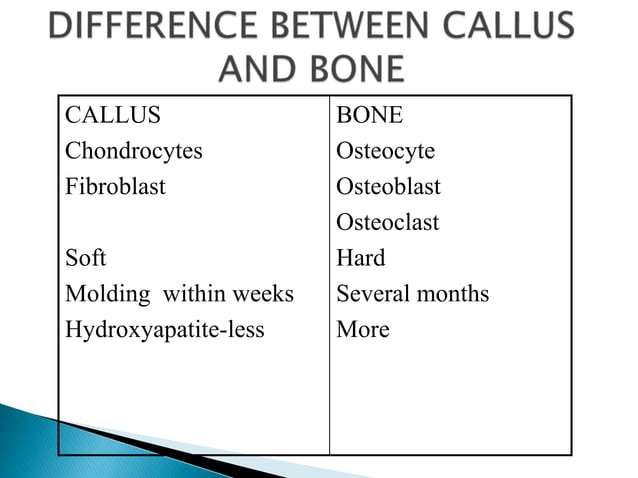 DIFFERENCE BETWEEN CALLUS
AND BONE
CALLUS
Chondrocytes
Fibroblast
Soft
Molding within weeks
Hydroxyapatite-less
BONE
Osteocyte
Osteoblast
Osteoclast
Hard
Several months
More